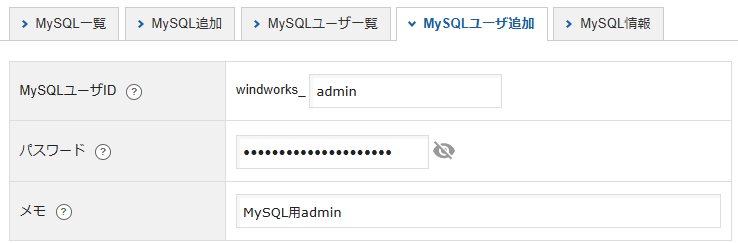 MySQL一覧 MySQL追加 MySQLユーザ一覧 MySQLユーザ追加 MySQL情報
MySQLユーザID ? windworks_ admin
パスワード ? •••••••••••••••••••••
メモ ? MySQL用admin